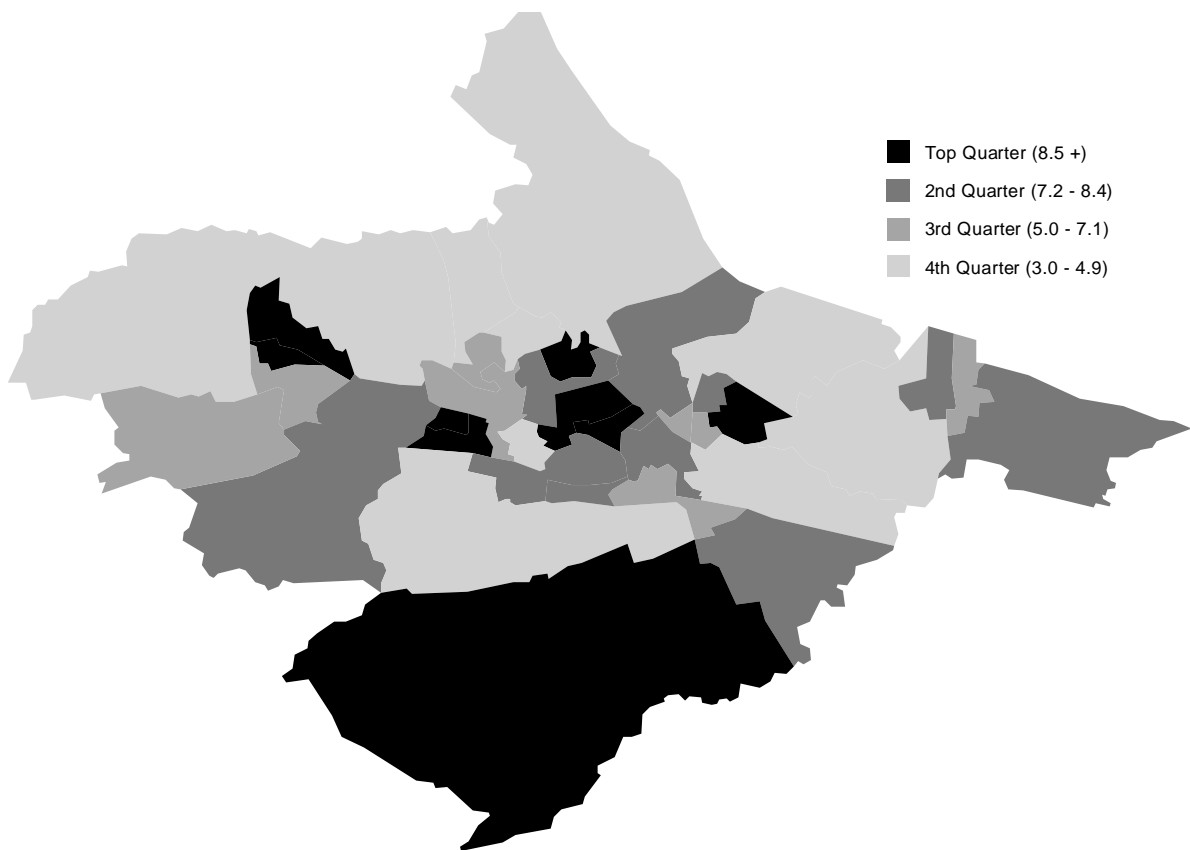 Top Quarter (8.5 +)
2nd Quarter (7.2 - 8.4)
3rd Quarter (5.0 - 7.1)
4th Quarter (3.0 - 4.9)